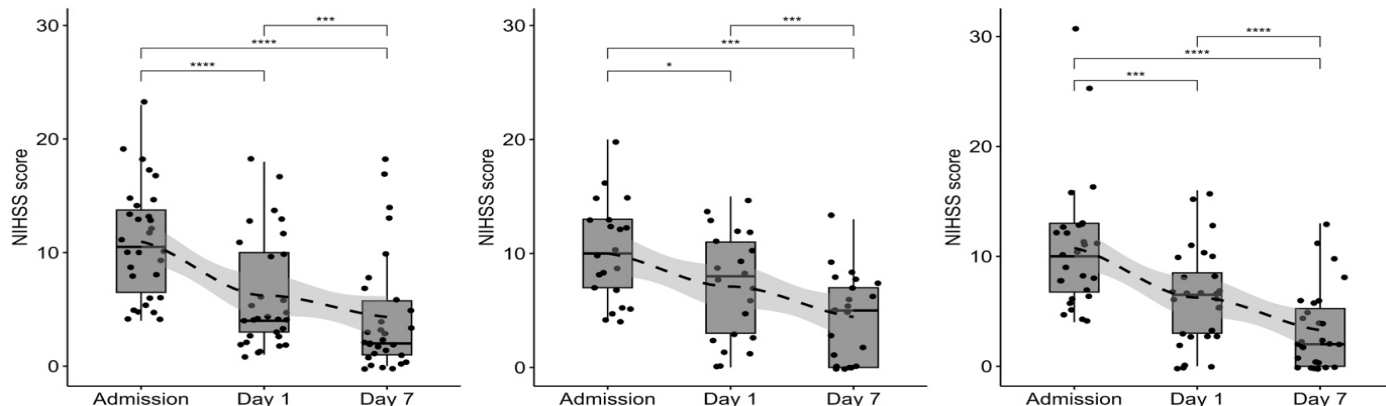 30
20
10
0
NIHSS score
***
****
****
Admission
Day 1
Day 7
30
20
10
0
NIHSS score
***
***
*
Admission
Day 1
Day 7
30
20
10
0
NIHSS score
****
****
***
Admission
Day 1
Day 7